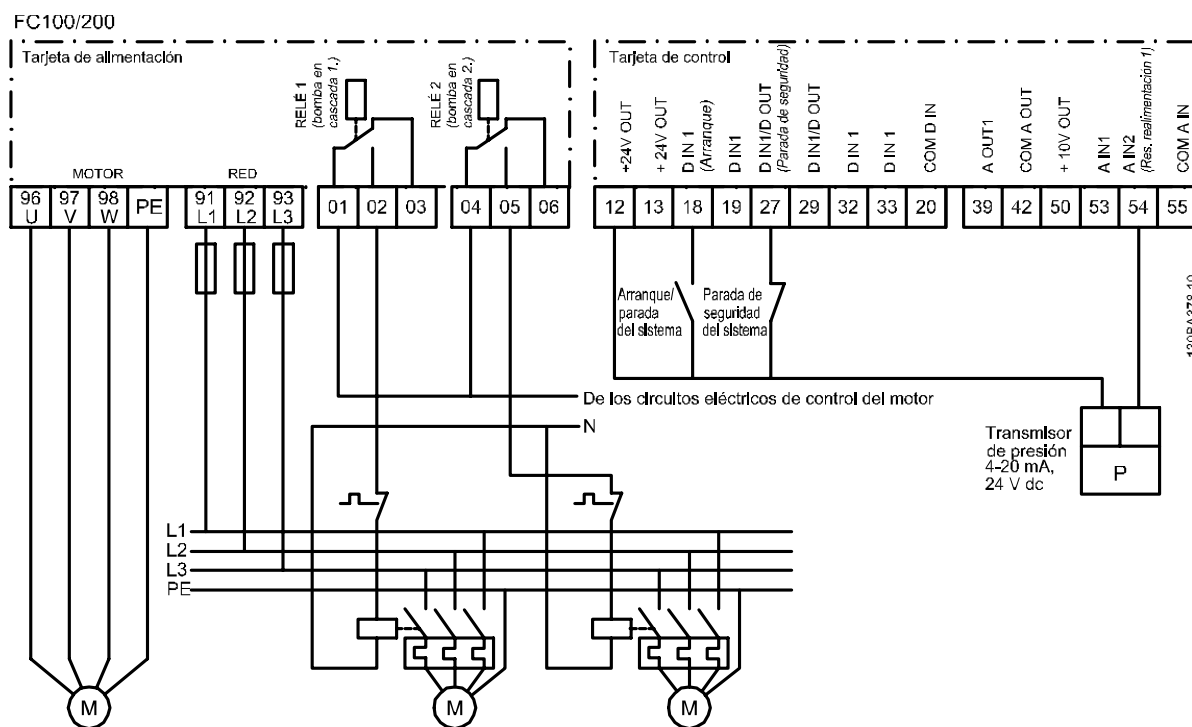 FC100/200
Tarjeta de alimentación
RELÉ 1
(bomba en
cascada 1.)
RELÉ 2
(bomba en
cascada 2.)
Tarjeta de control
+24V OUT
+ 24V OUT
D IN 1
(Arranque)
D IN1
D IN1/D OUT
(Parada de seguridad)
D IN1/D OUT
D IN 1
D IN 1
COM D IN
A OUT1
COM A OUT
+ 10V OUT
A IN1
A IN2
(Res. realimentación 1)
COM A IN
MOTOR
RED
96 97 98 PE
U V W
91 92 93
L1 L2 L3
01 02 03
04 05 06
12 13 18 19 27 29 32 33 20
39 42 50 53 54 55
Arranque/
parada
del sistema
Parada de
seguridad
del sistema
130BA378.10
De los circuitos eléctricos de control del motor
N
Transmisor
de presión
4-20 mA,
24 V dc
P
L1
L2
L3
PE
M
M
M